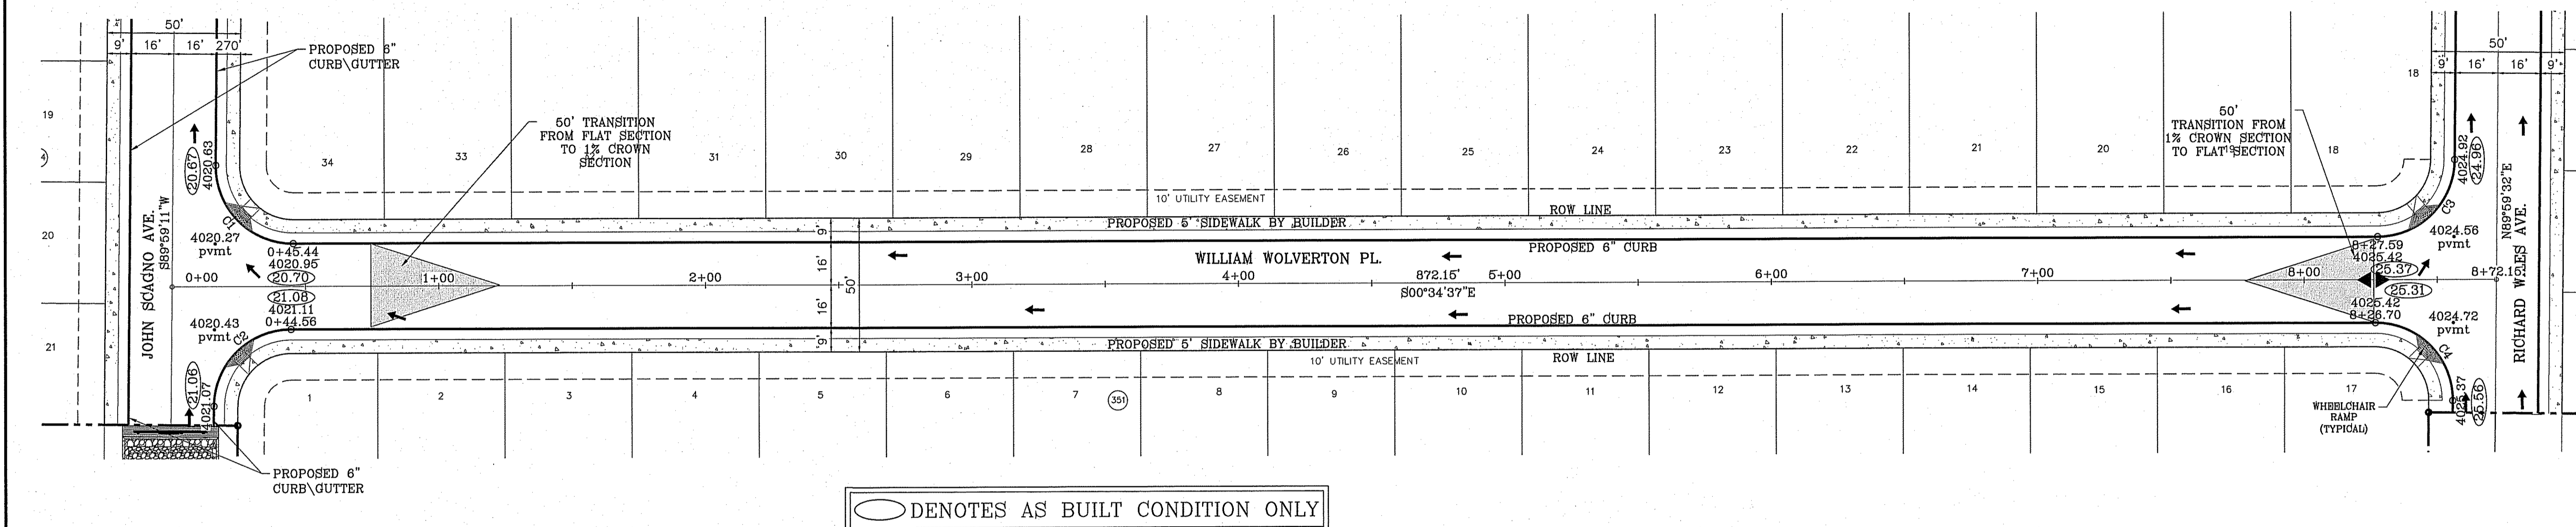 50'
9' 16' 16' 270'
PROPOSED 6"
CURB\GUTTER
50' TRANSITION
FROM FLAT SECTION
TO 1% CROWN
SECTION
50'
TRANSITION FROM
1% CROWN SECTION
TO FLAT SECTION
50'
9' 16' 16' 9'
19
20
21
4
34 33 31 30 29 28 27 26 25 24 23 22 21 20 19 18
18
20.67
4020.63
4024.92
24.96
10' UTILITY EASEMENT
ROW LINE
PROPOSED 5' SIDEWALK BY BUILDER
PROPOSED 6" CURB
C1
C3
JOHN SCAGNO AVE.
S89°59'11"W
4020.27
pvmt
0+45.44
4020.95
20.70
21.08
4021.11
0+44.56
4020.43
pvmt
C2
0+00 1+00 2+00 3+00 4+00 5+00 6+00 7+00 8+00 8+72.15
WILLIAM WOLVERTON PL.
872.15'
S00°34'37"E
9'
16'
50'
16'
9'
8+27.59
4025.42
25.37
25.31
4025.42
8+26.70
4024.56
pvmt
4024.72
pvmt
N89°59'32"E
RICHARD WILES AVE.
PROPOSED 6" CURB
PROPOSED 5' SIDEWALK BY BUILDER
10' UTILITY EASEMENT
ROW LINE
C4
21.06
4021.07
1 2 3 4 5 6 7 351 8 9 10 11 12 13 14 15 16 17
WHEELCHAIR
RAMP
(TYPICAL)
25.56
PROPOSED 6"
CURB\GUTTER
DENOTES AS BUILT CONDITION ONLY